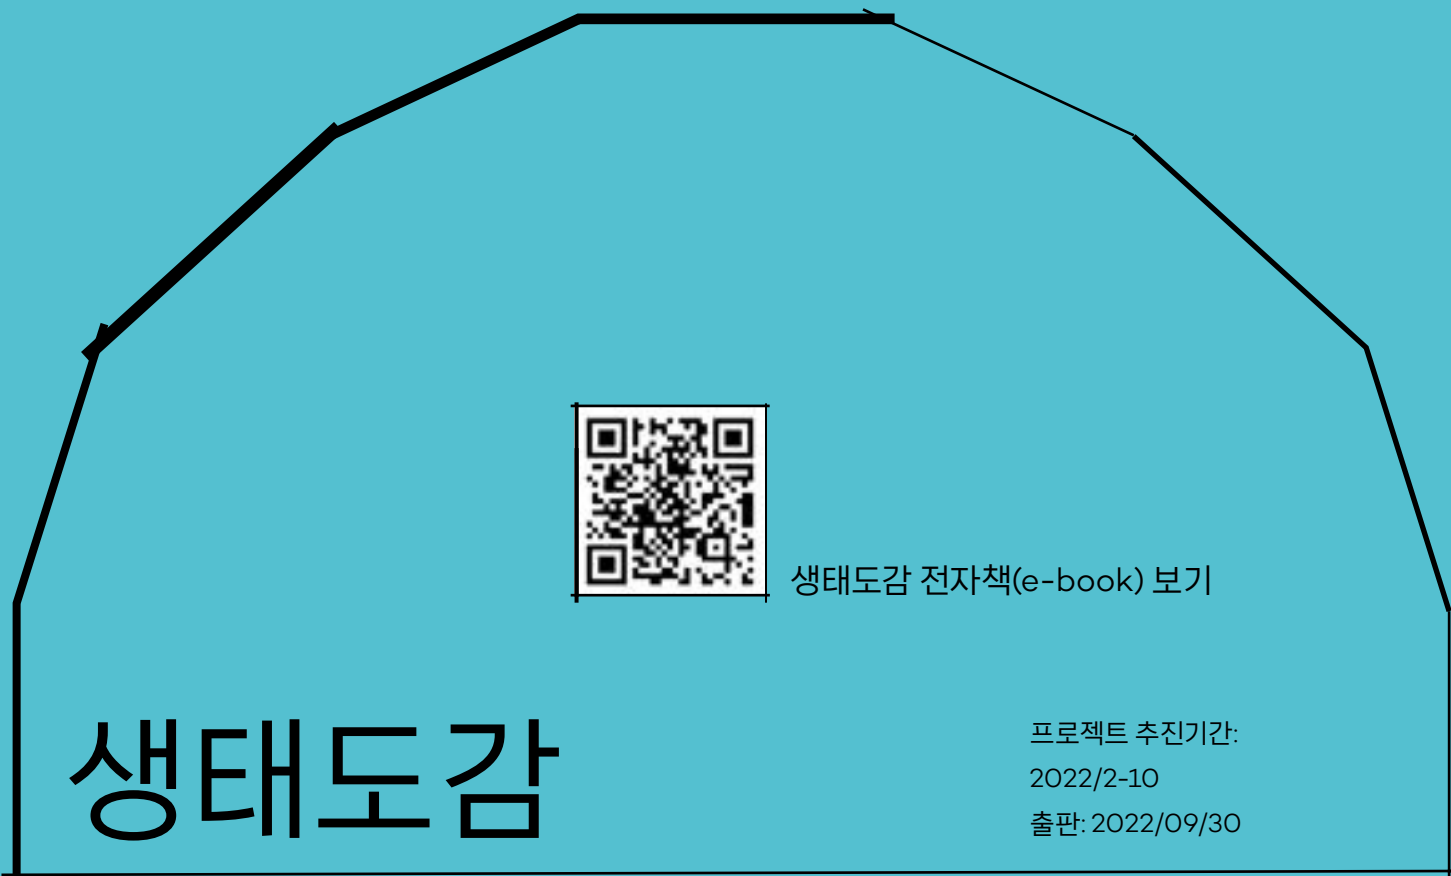 생태도감 전자책(e-book) 보기
생태도감
프로젝트 추진기간:
2022/2-10
출판: 2022/09/30